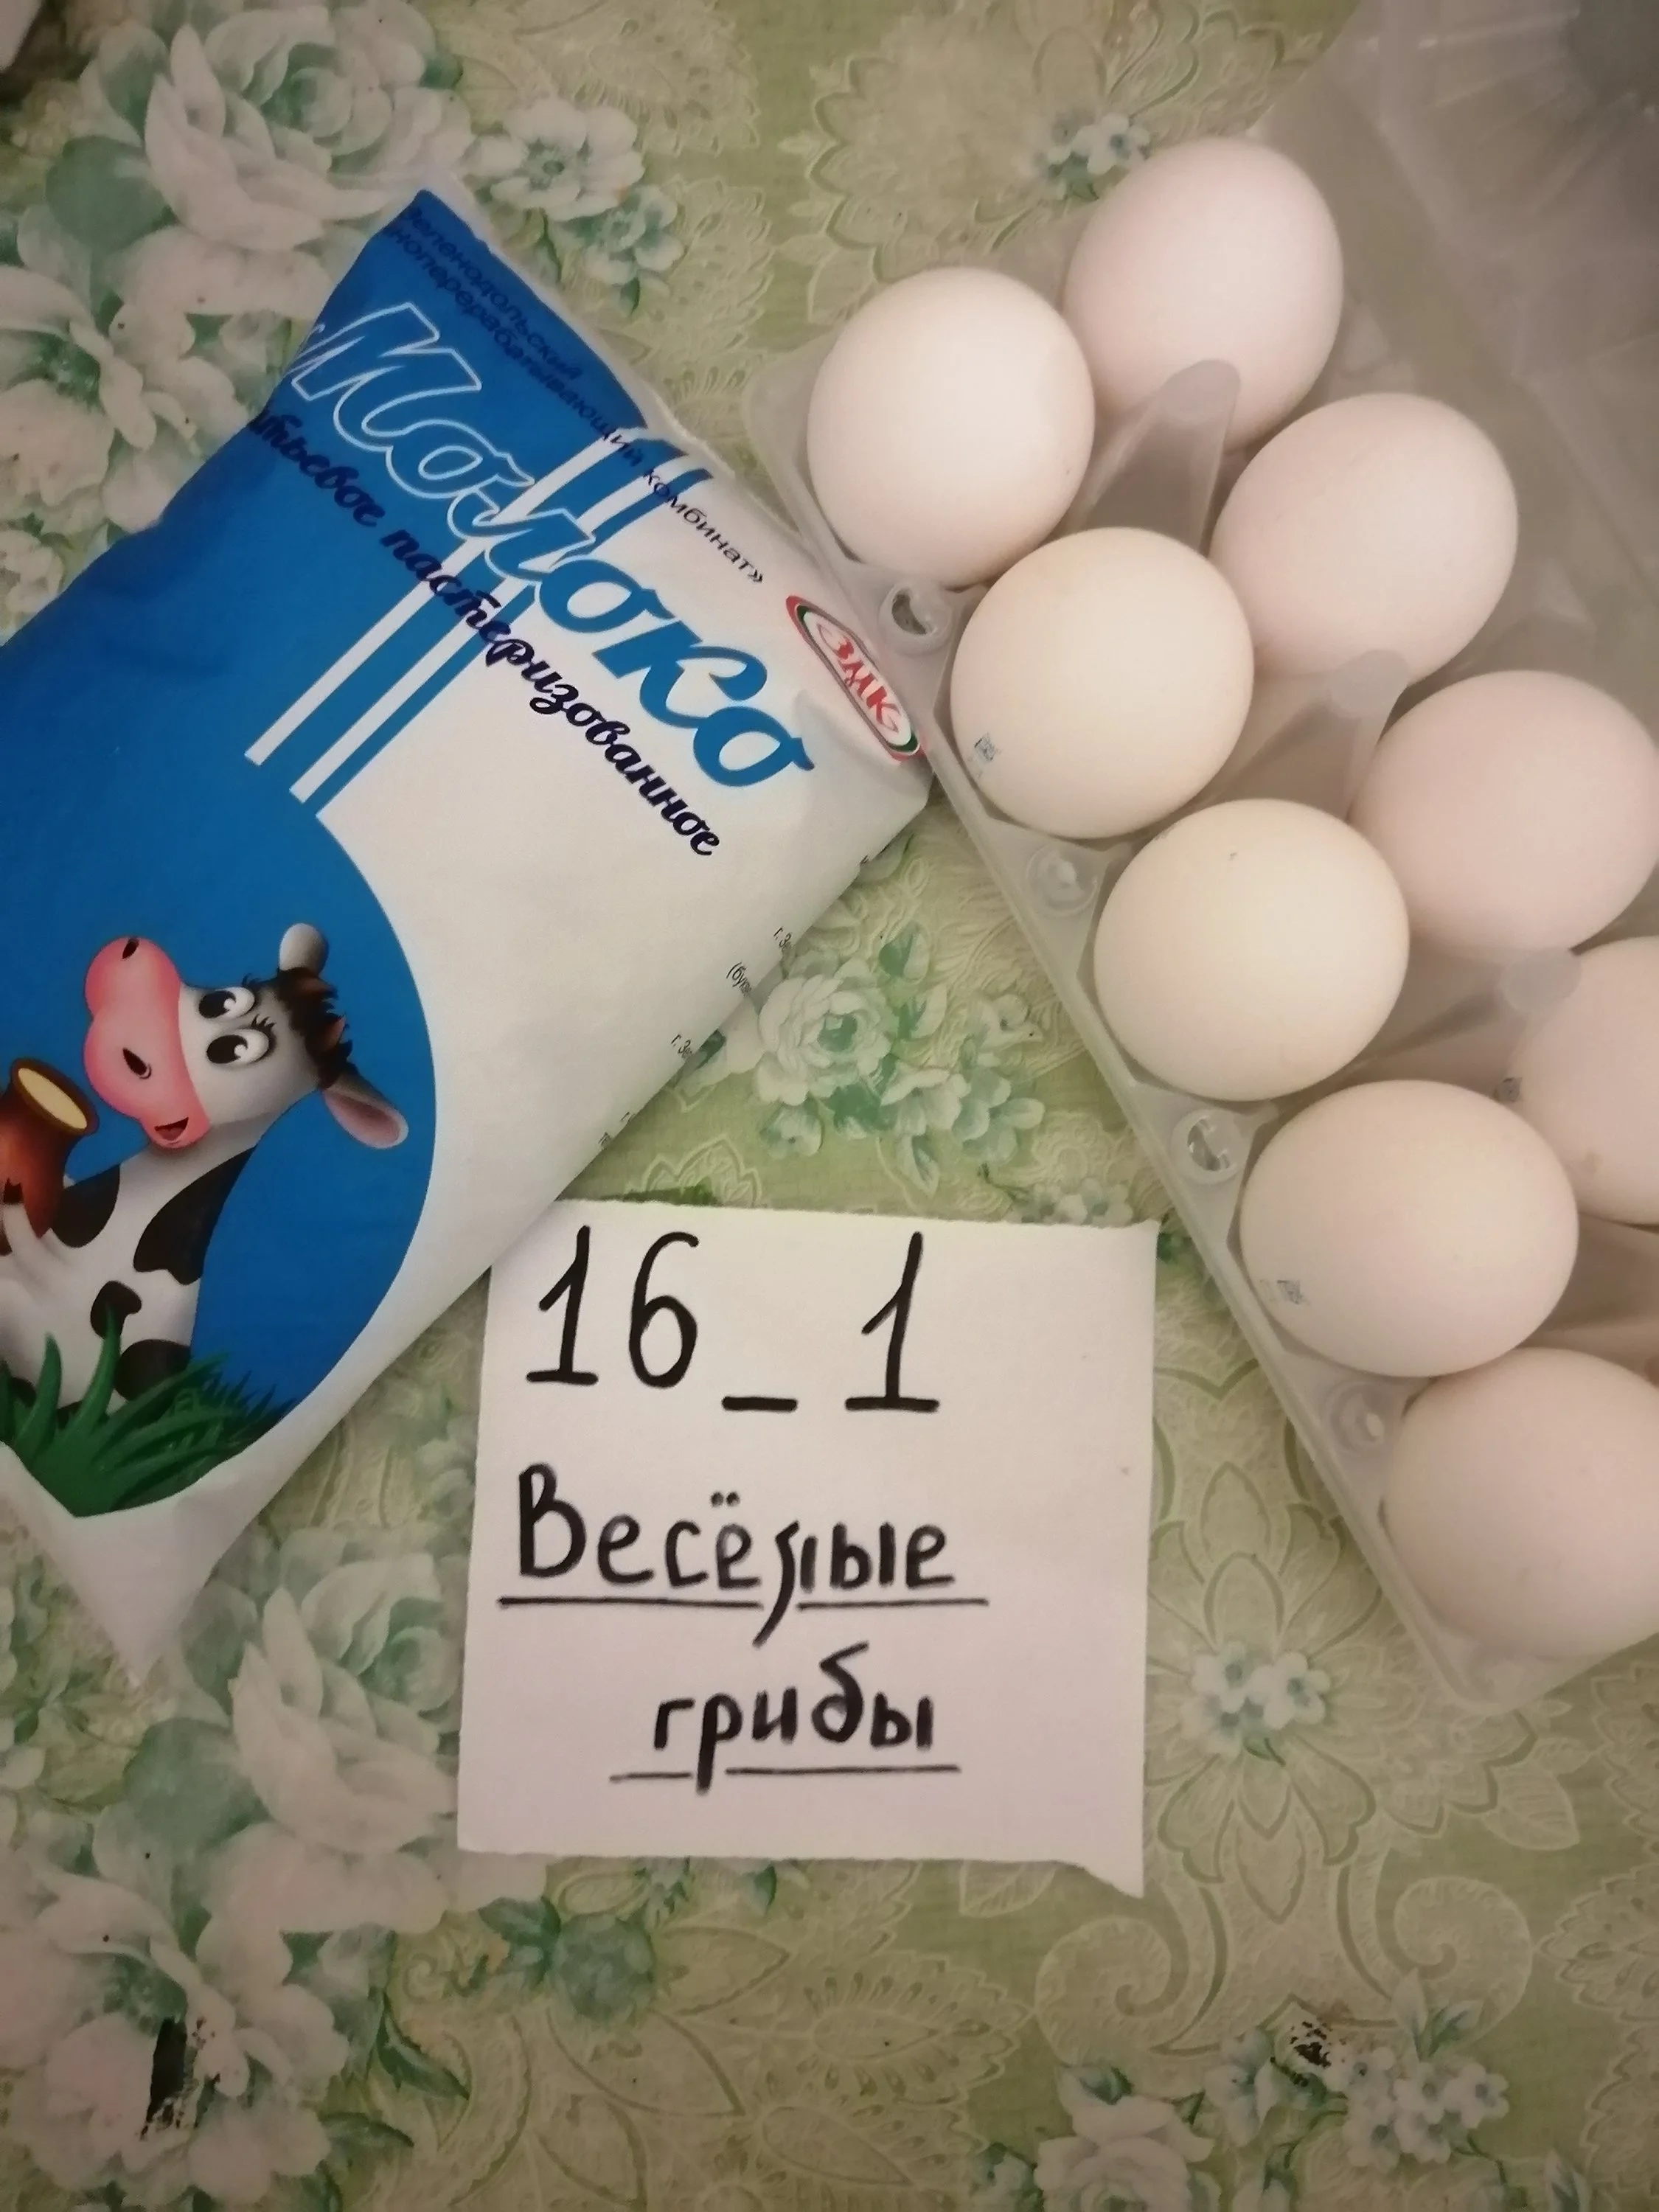 Зеленодольский
молокоперерабатывающий комбинат»
Молоко
питьевое пастеризованное
ЗМК
16_1
Весёлые
грибы